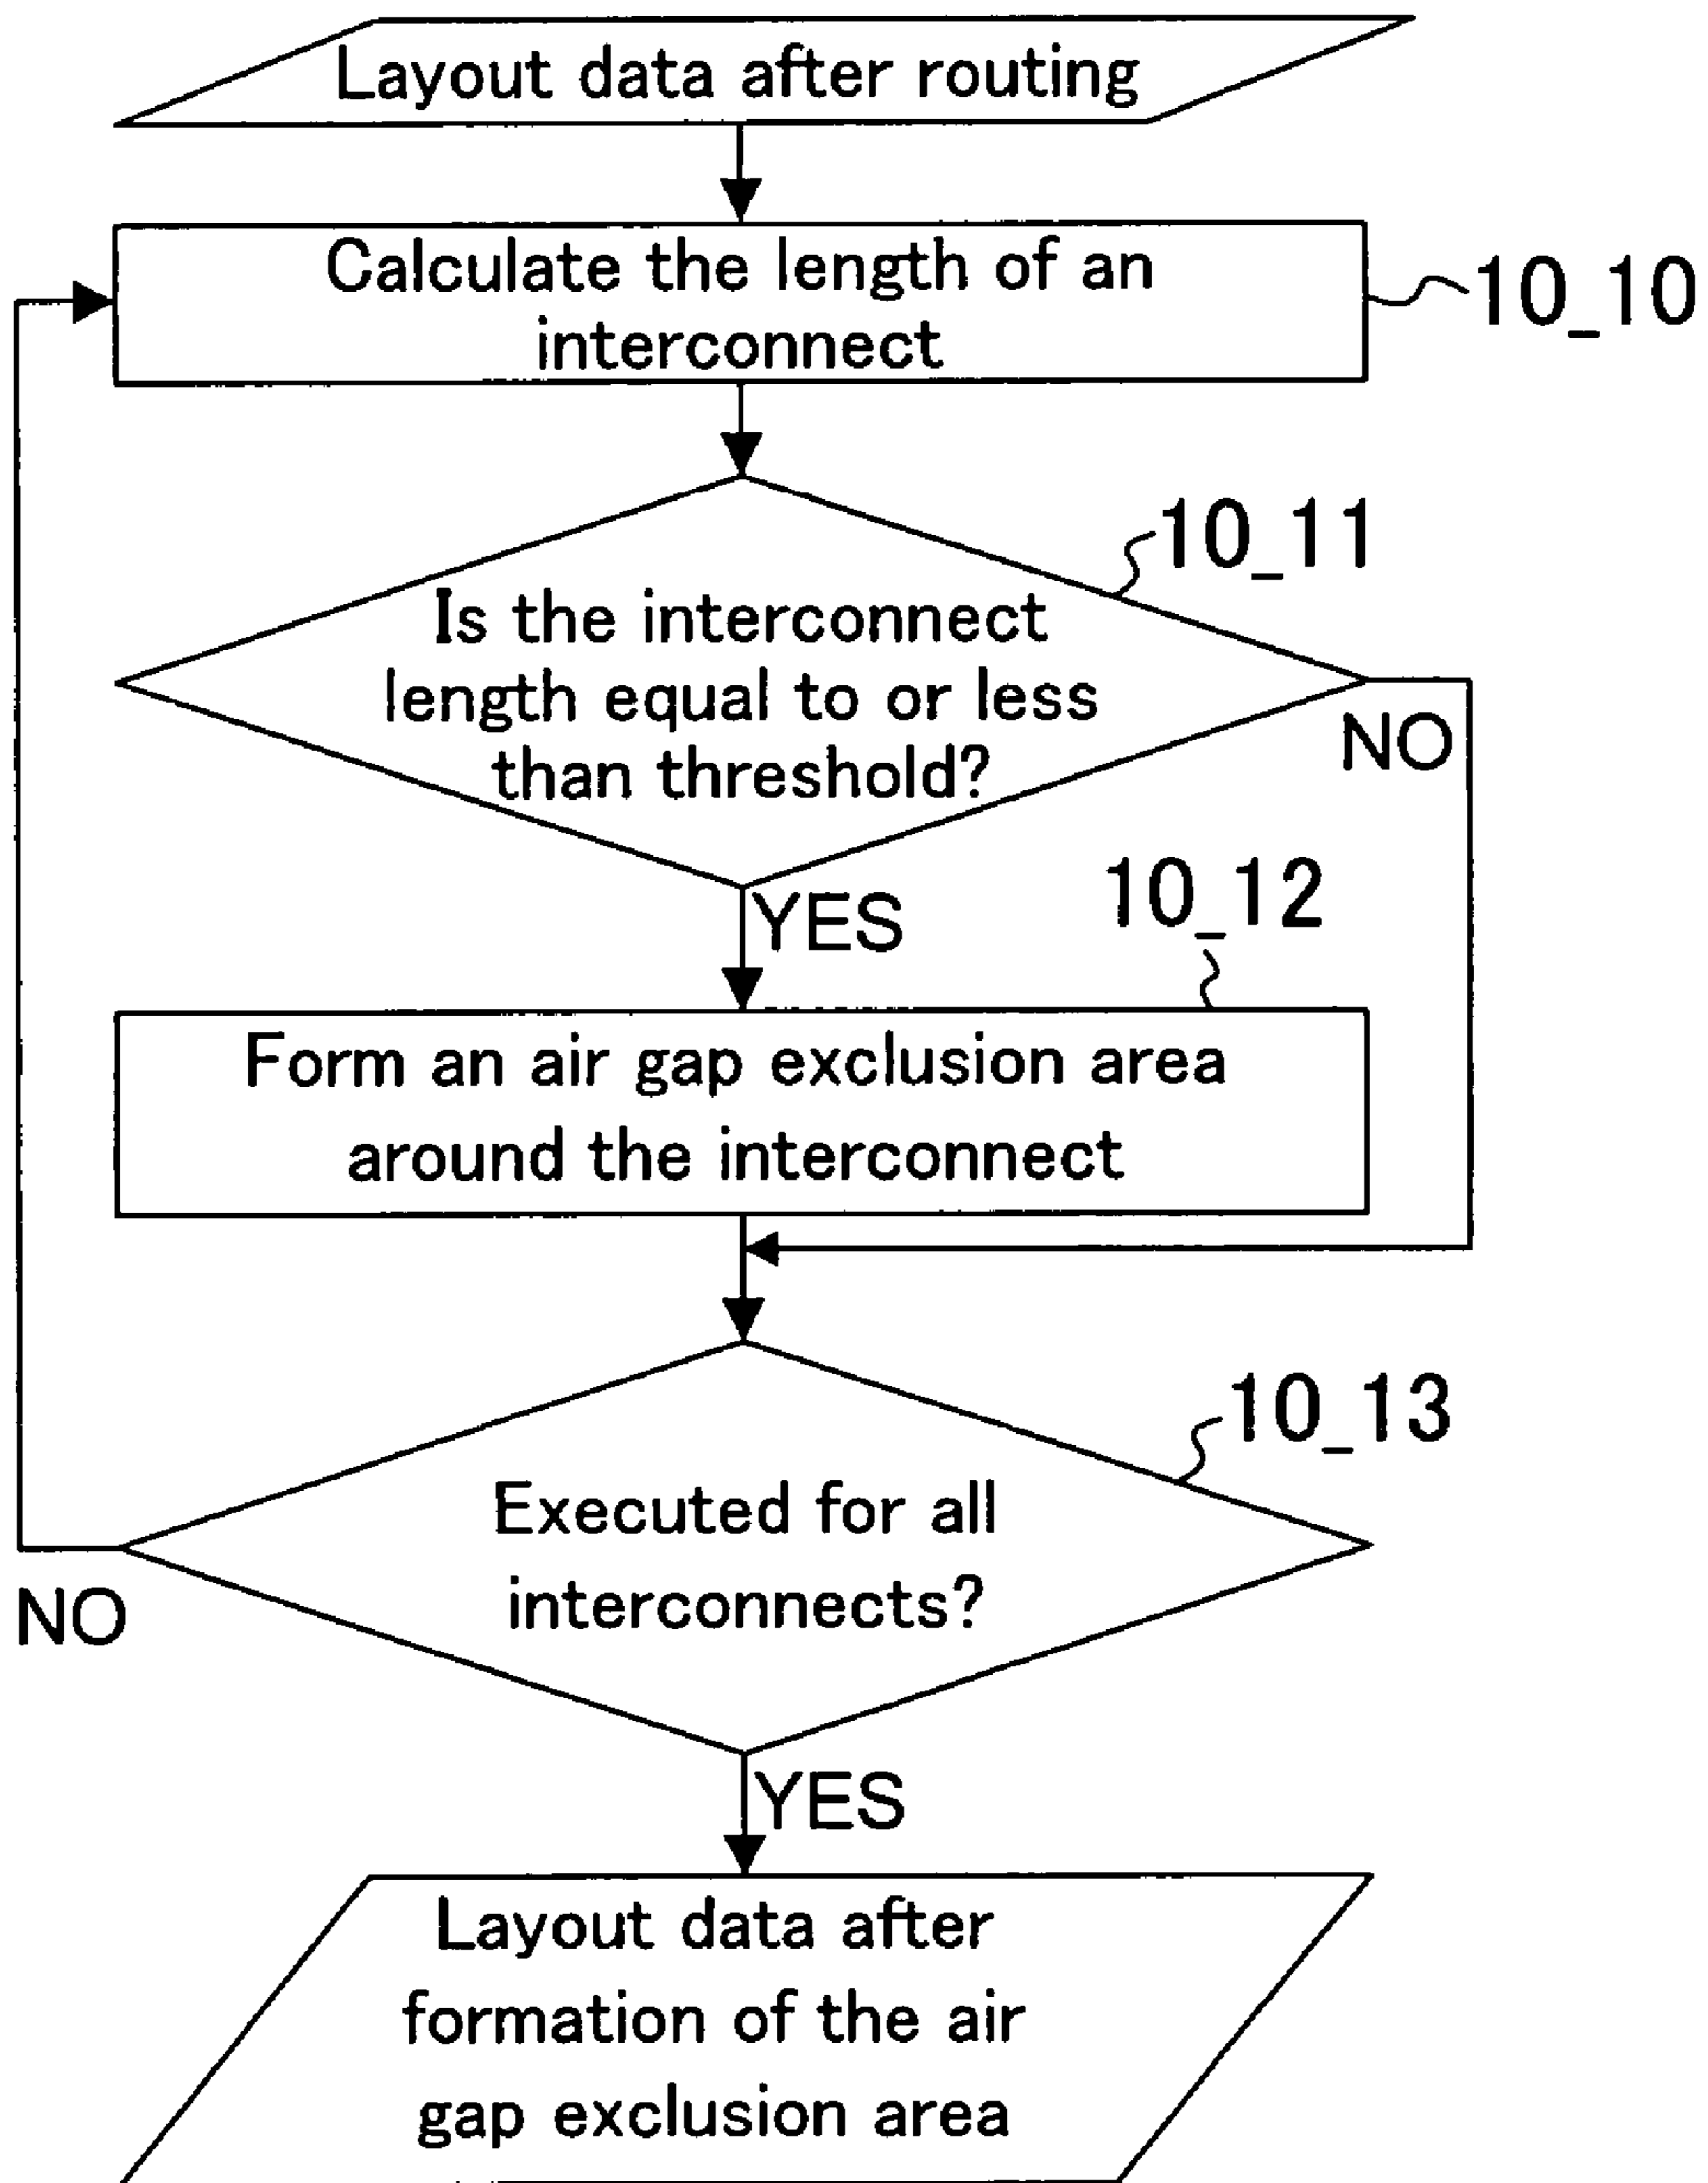 Layout data after routing
Calculate the length of an
interconnect
10_10
10_11
Is the interconnect
length equal to or less
than threshold?
NO
YES
10_12
Form an air gap exclusion area
around the interconnect
10_13
Executed for all
interconnects?
NO
YES
Layout data after
formation of the air
gap exclusion area